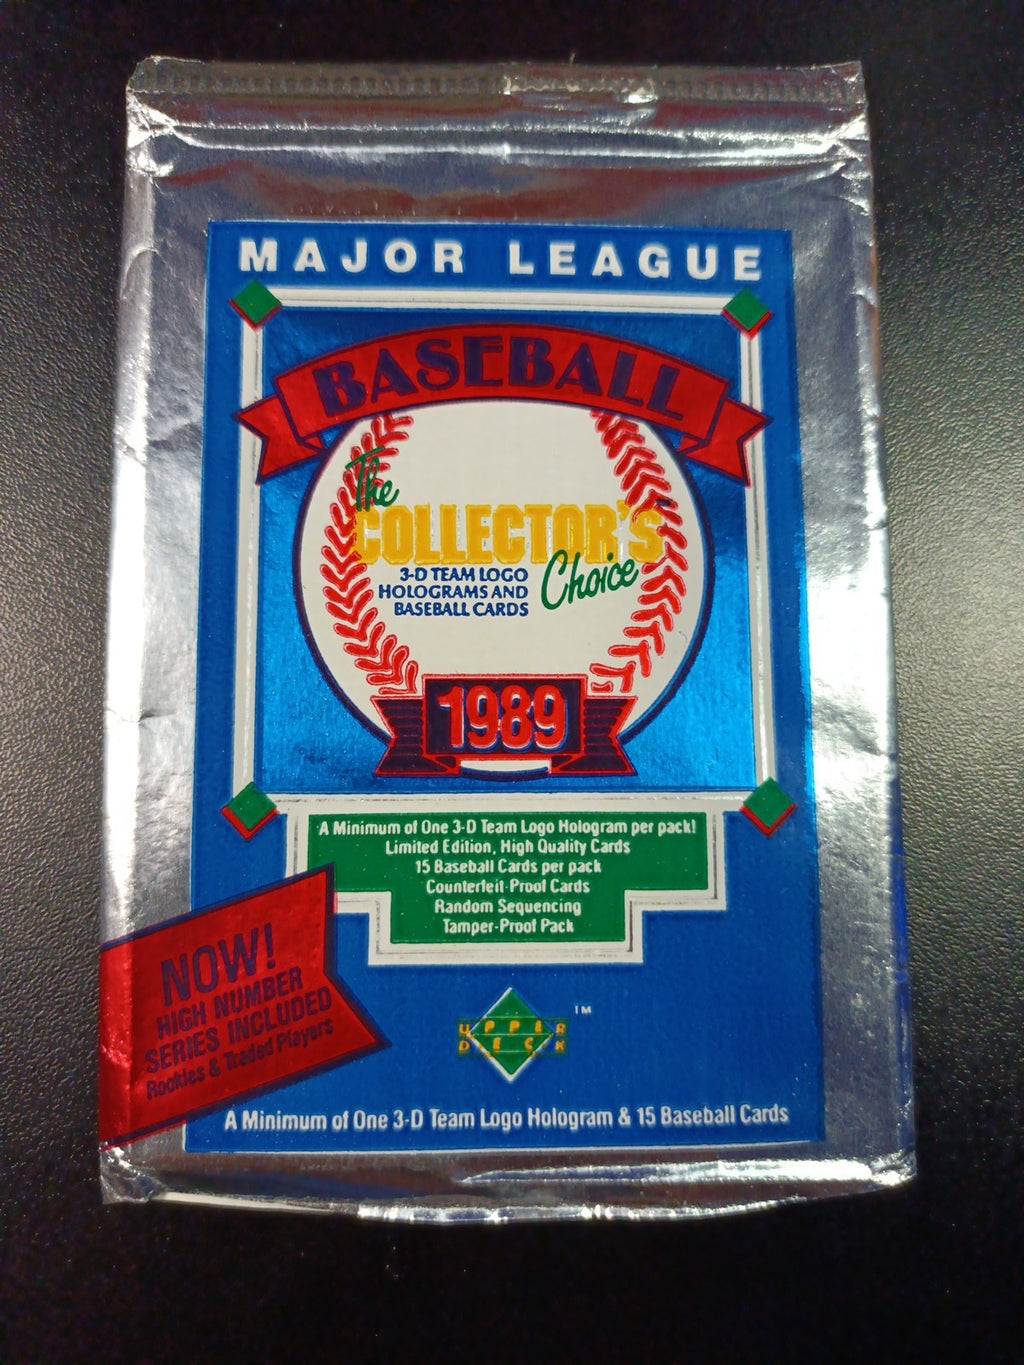 MAJOR LEAGUE
BASEBALL
The
COLLECTOR'S
Choice
3-D TEAM LOGO
HOLOGRAMS AND
BASEBALL CARDS
1989
A Minimum of One 3-D Team Logo Hologram per pack!
Limited Edition, High Quality Cards
15 Baseball Cards per pack
Counterfeit-Proof Cards
Random Sequencing
Tamper-Proof Pack
NOW!
HIGH NUMBER
SERIES INCLUDED
Rookies & Traded Players
UPPER
DECK
TM
A Minimum of One 3-D Team Logo Hologram & 15 Baseball Cards